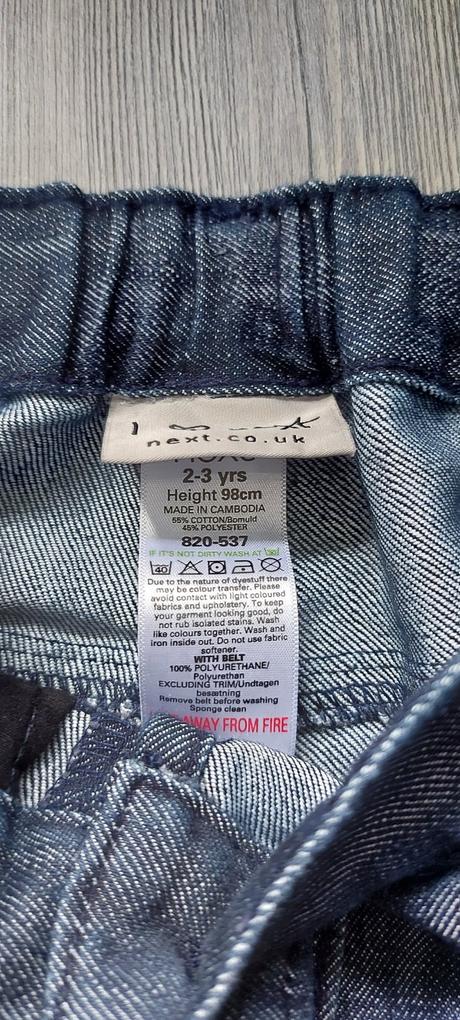 next.co.uk
2-3 yrs
Height 98cm
MADE IN CAMBODIA
55% COTTON/Bomuld
45% POLYESTER
820-537
IF IT'S NOT DIRTY WASH AT 30
40
Due to the nature of dyestuff there
may be colour transfer. Please
avoid contact with light coloured
fabrics and upholstery. To keep
your garment looking good, do
not rub isolated stains. Wash
like colours together. Wash and
iron inside out. Do not use fabric
softener.
WITH BELT
100% POLYURETHANE/
Polyurethan
EXCLUDING TRIM/Undtagen
besætning
Remove belt before washing
Sponge clean
AWAY FROM FIRE